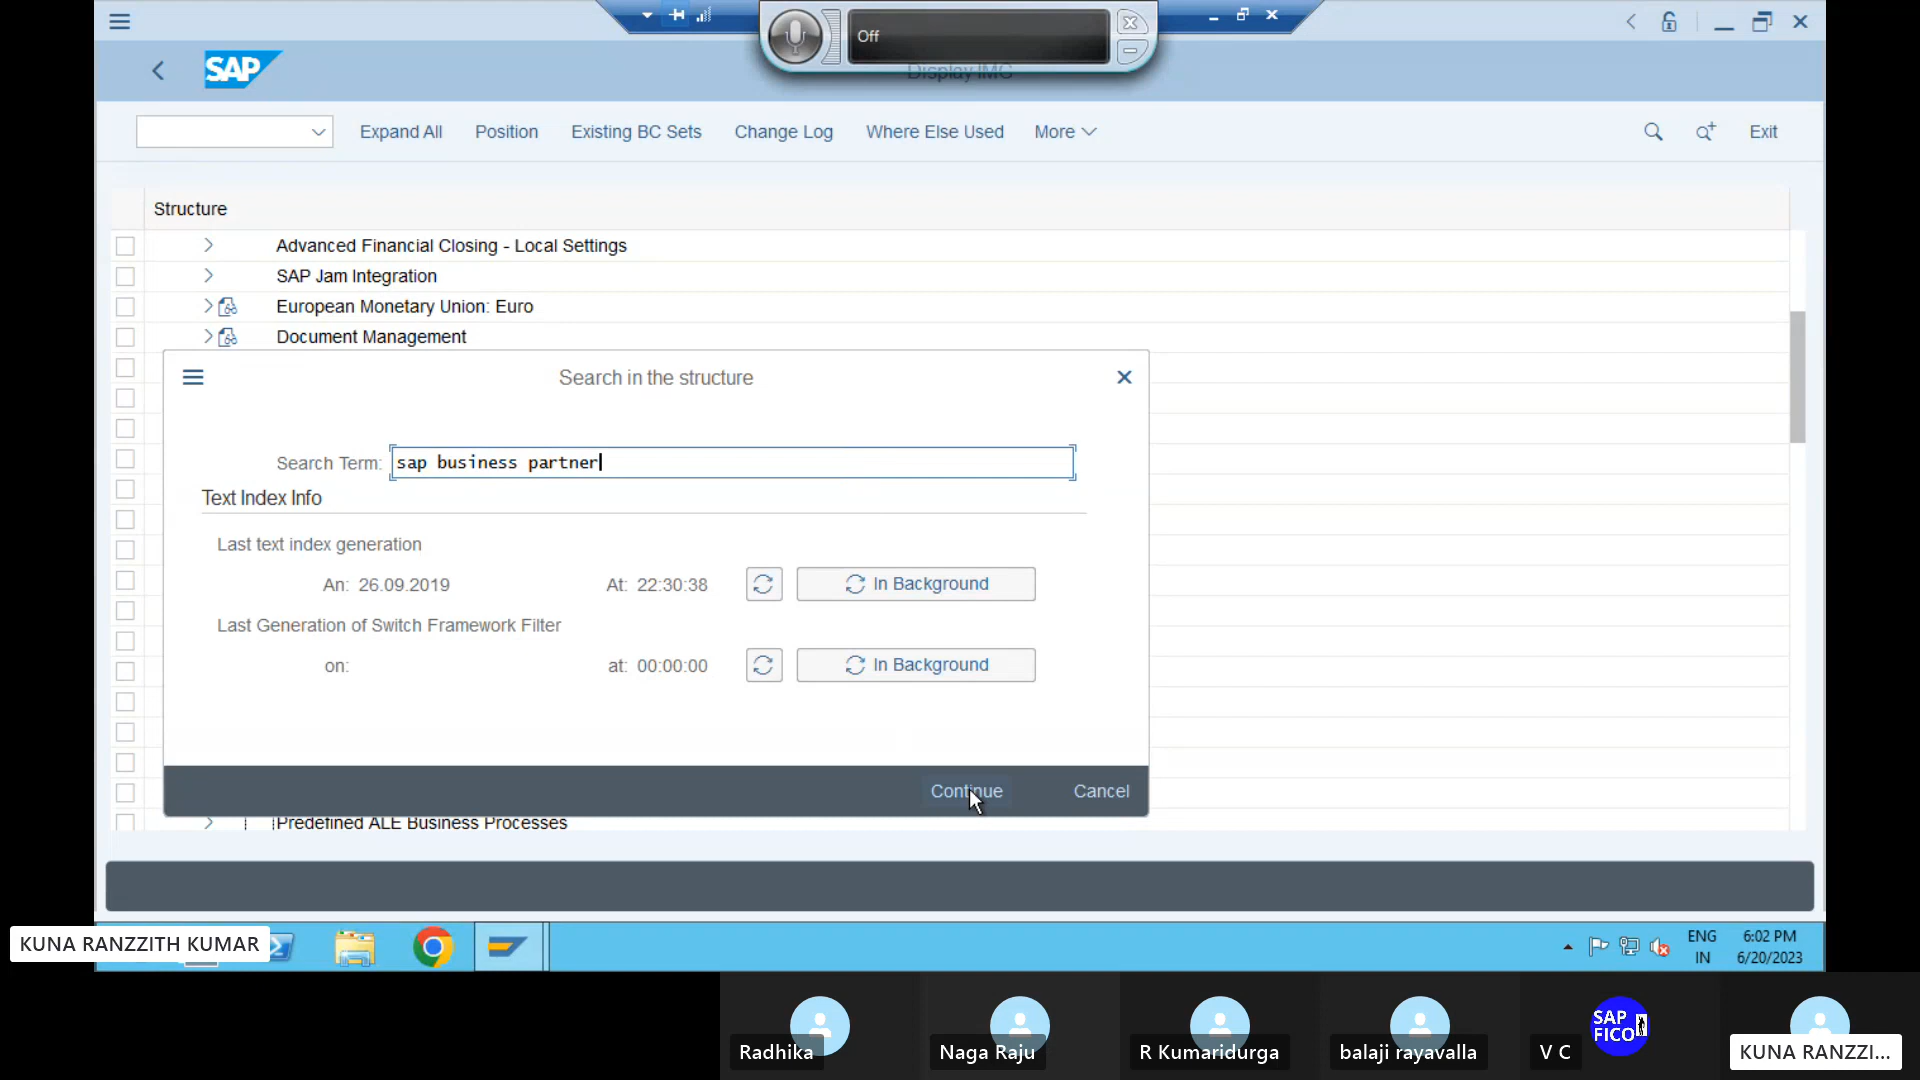 Off
SAP
Display IMG
Expand All
Position
Existing BC Sets
Change Log
Where Else Used
More
Exit
Structure
Advanced Financial Closing - Local Settings
SAP Jam Integration
European Monetary Union: Euro
Document Management
Search in the structure
Search Term: sap business partner
Text Index Info
Last text index generation
An: 26.09.2019 At: 22:30:38 In Background
Last Generation of Switch Framework Filter
on: at: 00:00:00 In Background
Continue Cancel
Predefined ALE Business Processes
KUNA RANZZITH KUMAR
ENG
IN
6:02 PM
6/20/2023
Radhika
Naga Raju
R Kumaridurga
balaji rayavalla
SAP
FICO
V C
KUNA RANZZI...